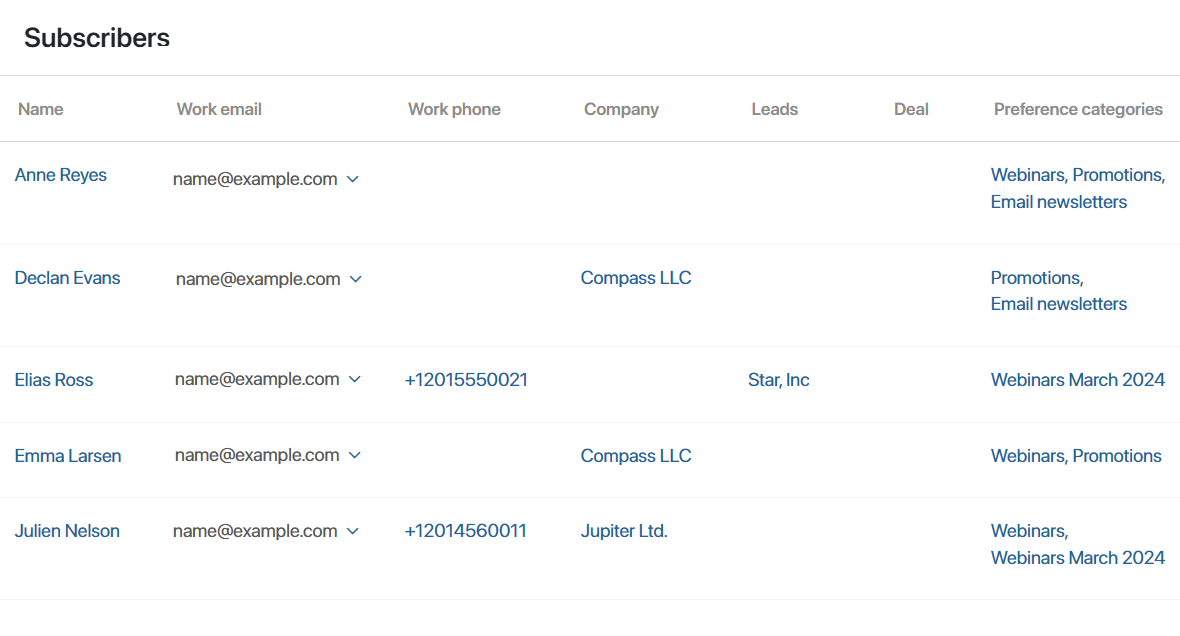 Subscribers
Name Work email Work phone Company Leads Deal Preference categories
Anne Reyes name@example.com Webinars, Promotions,
Email newsletters
Declan Evans name@example.com Compass LLC Promotions,
Email newsletters
Elias Ross name@example.com +12015550021 Star, Inc Webinars March 2024
Emma Larsen name@example.com Compass LLC Webinars, Promotions
Julien Nelson name@example.com +12014560011 Jupiter Ltd. Webinars,
Webinars March 2024